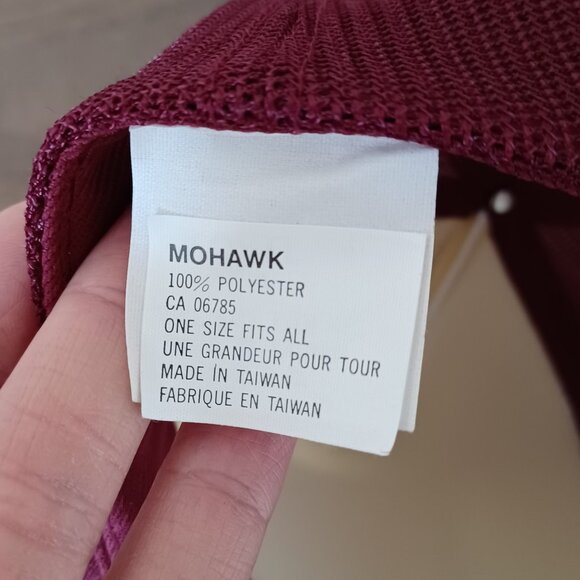 MOHAWK
100% POLYESTER
CA 06785
ONE SIZE FITS ALL
UNE GRANDEUR POUR TOUR
MADE IN TAIWAN
FABRIQUE EN TAIWAN